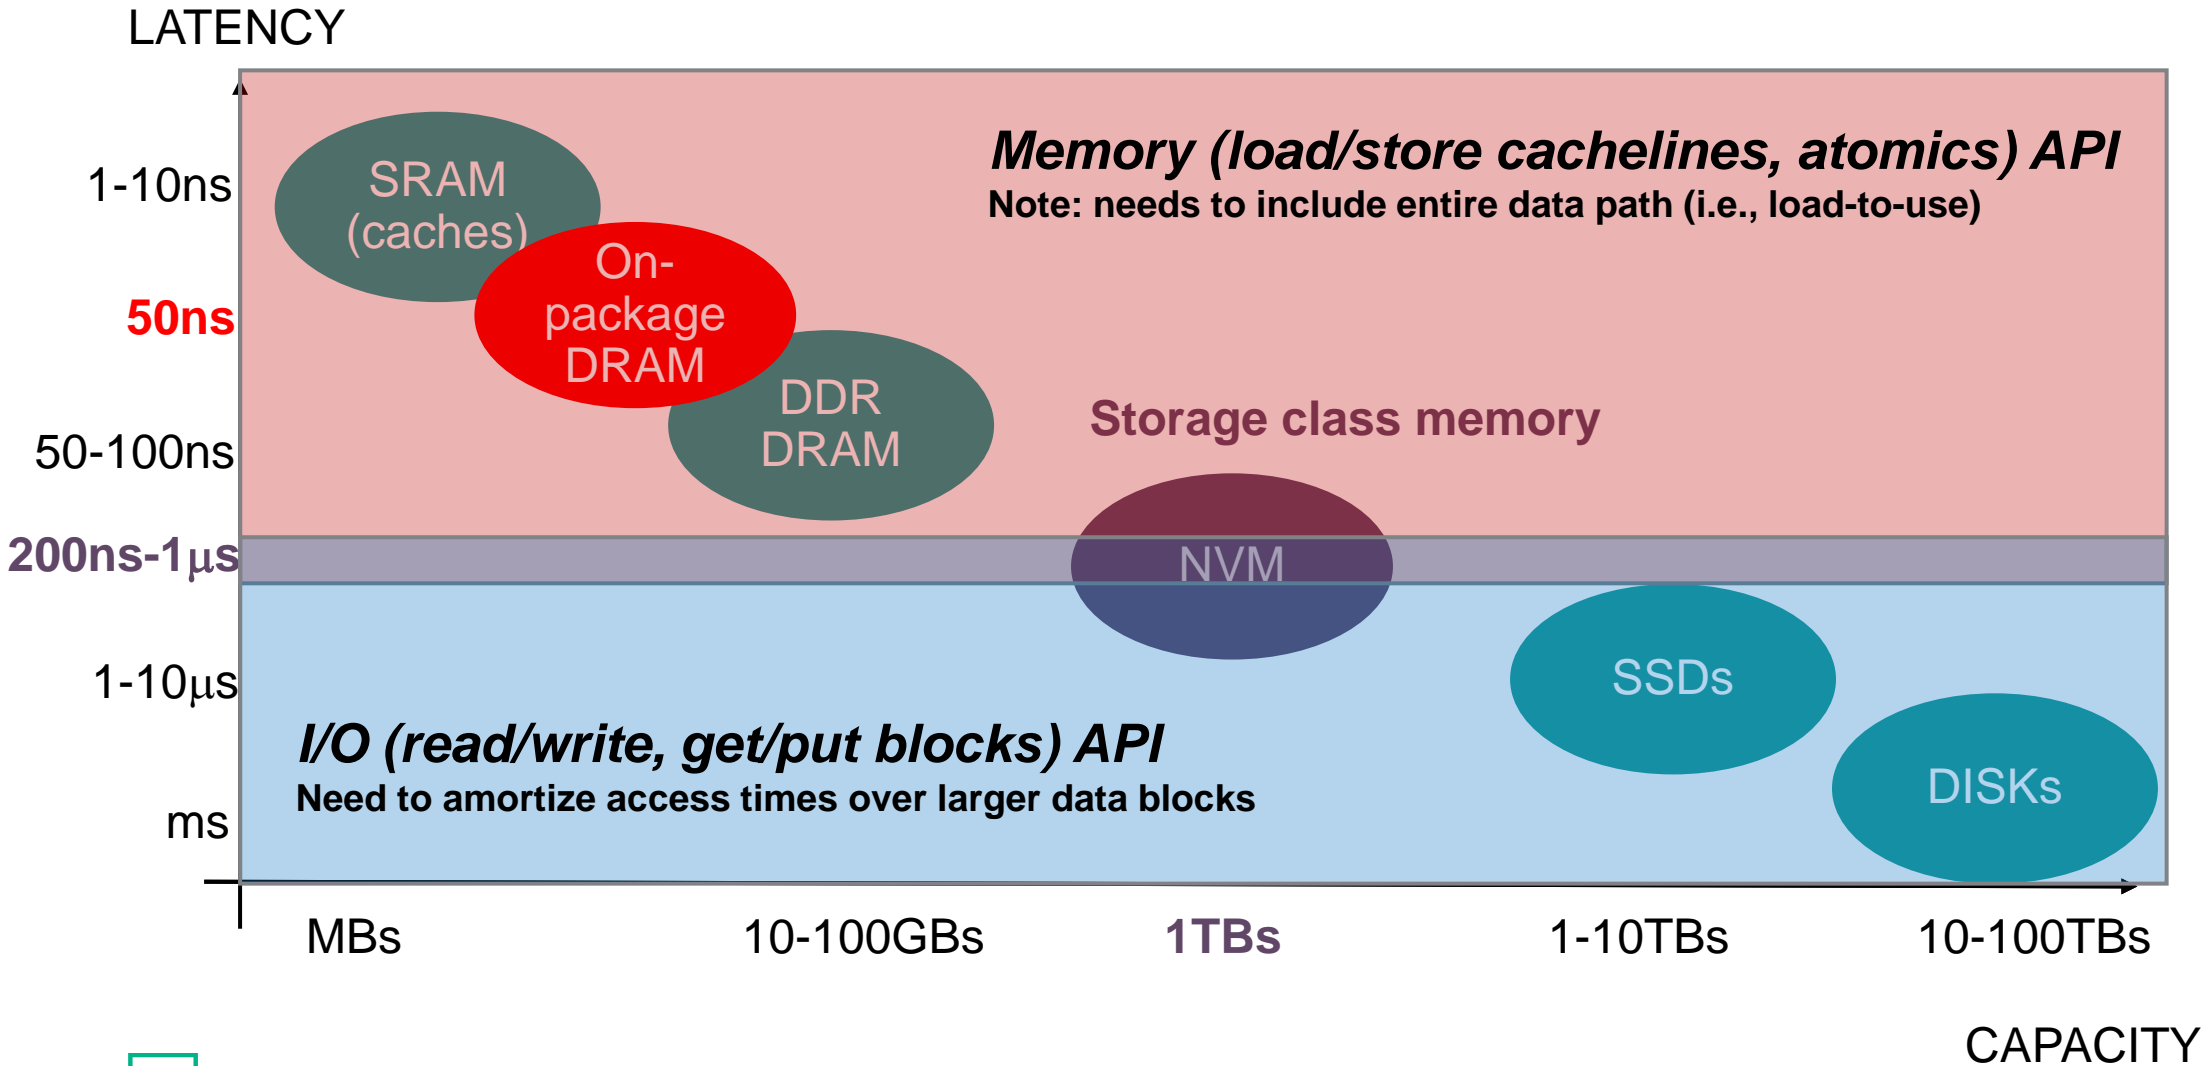 LATENCY
Memory (load/store cachelines, atomics) API
Note: needs to include entire data path (i.e., load-to-use)
1-10ns
SRAM
(caches)
On-
package
DRAM
50ns
DDR
DRAM
Storage class memory
50-100ns
200ns-1μs
NVM
1-10μs
SSDs
I/O (read/write, get/put blocks) API
Need to amortize access times over larger data blocks
DISKs
ms
MBs
10-100GBs
1TBs
1-10TBs
10-100TBs
CAPACITY